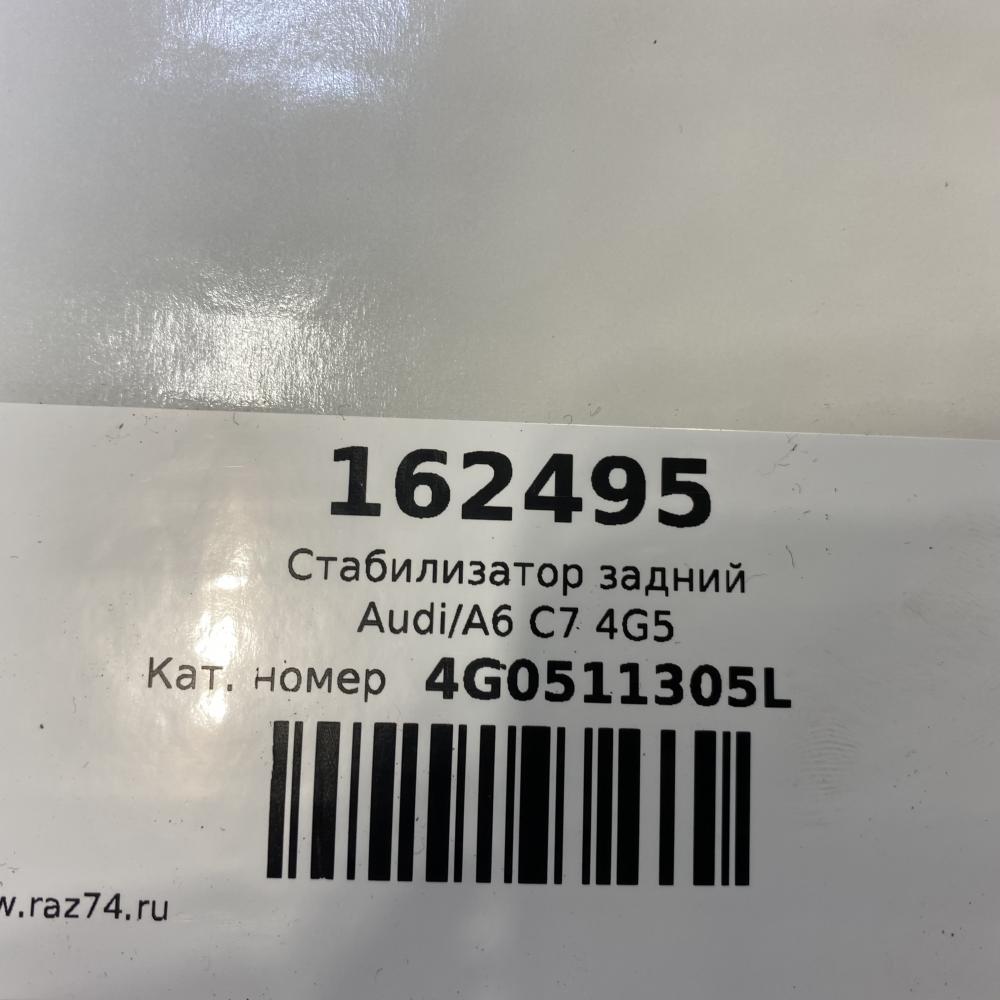 162495
Стабилизатор задний
Audi/A6 C7 4G5
Кат. номер 4G0511305L
w.raz74.ru